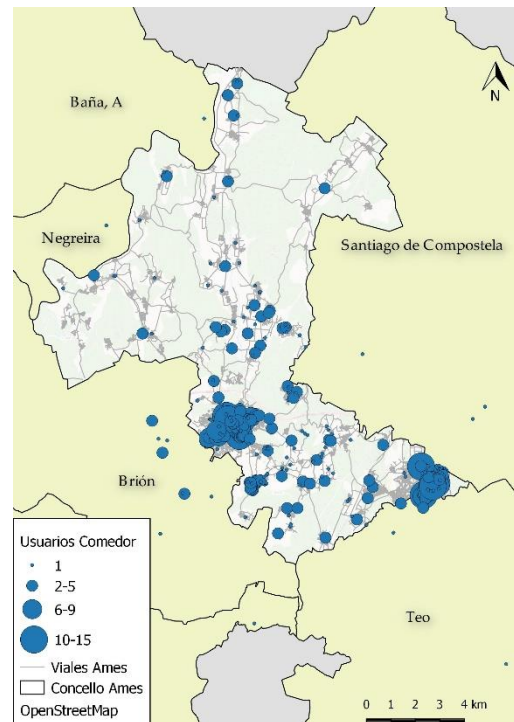 Baña, A
N
Negreira
Santiago de Compostela
Brión
Usuarios Comedor
1
2-5
6-9
10-15
Viales Ames
Concello Ames
OpenStreetMap
Teo
0 1 2 3 4 km